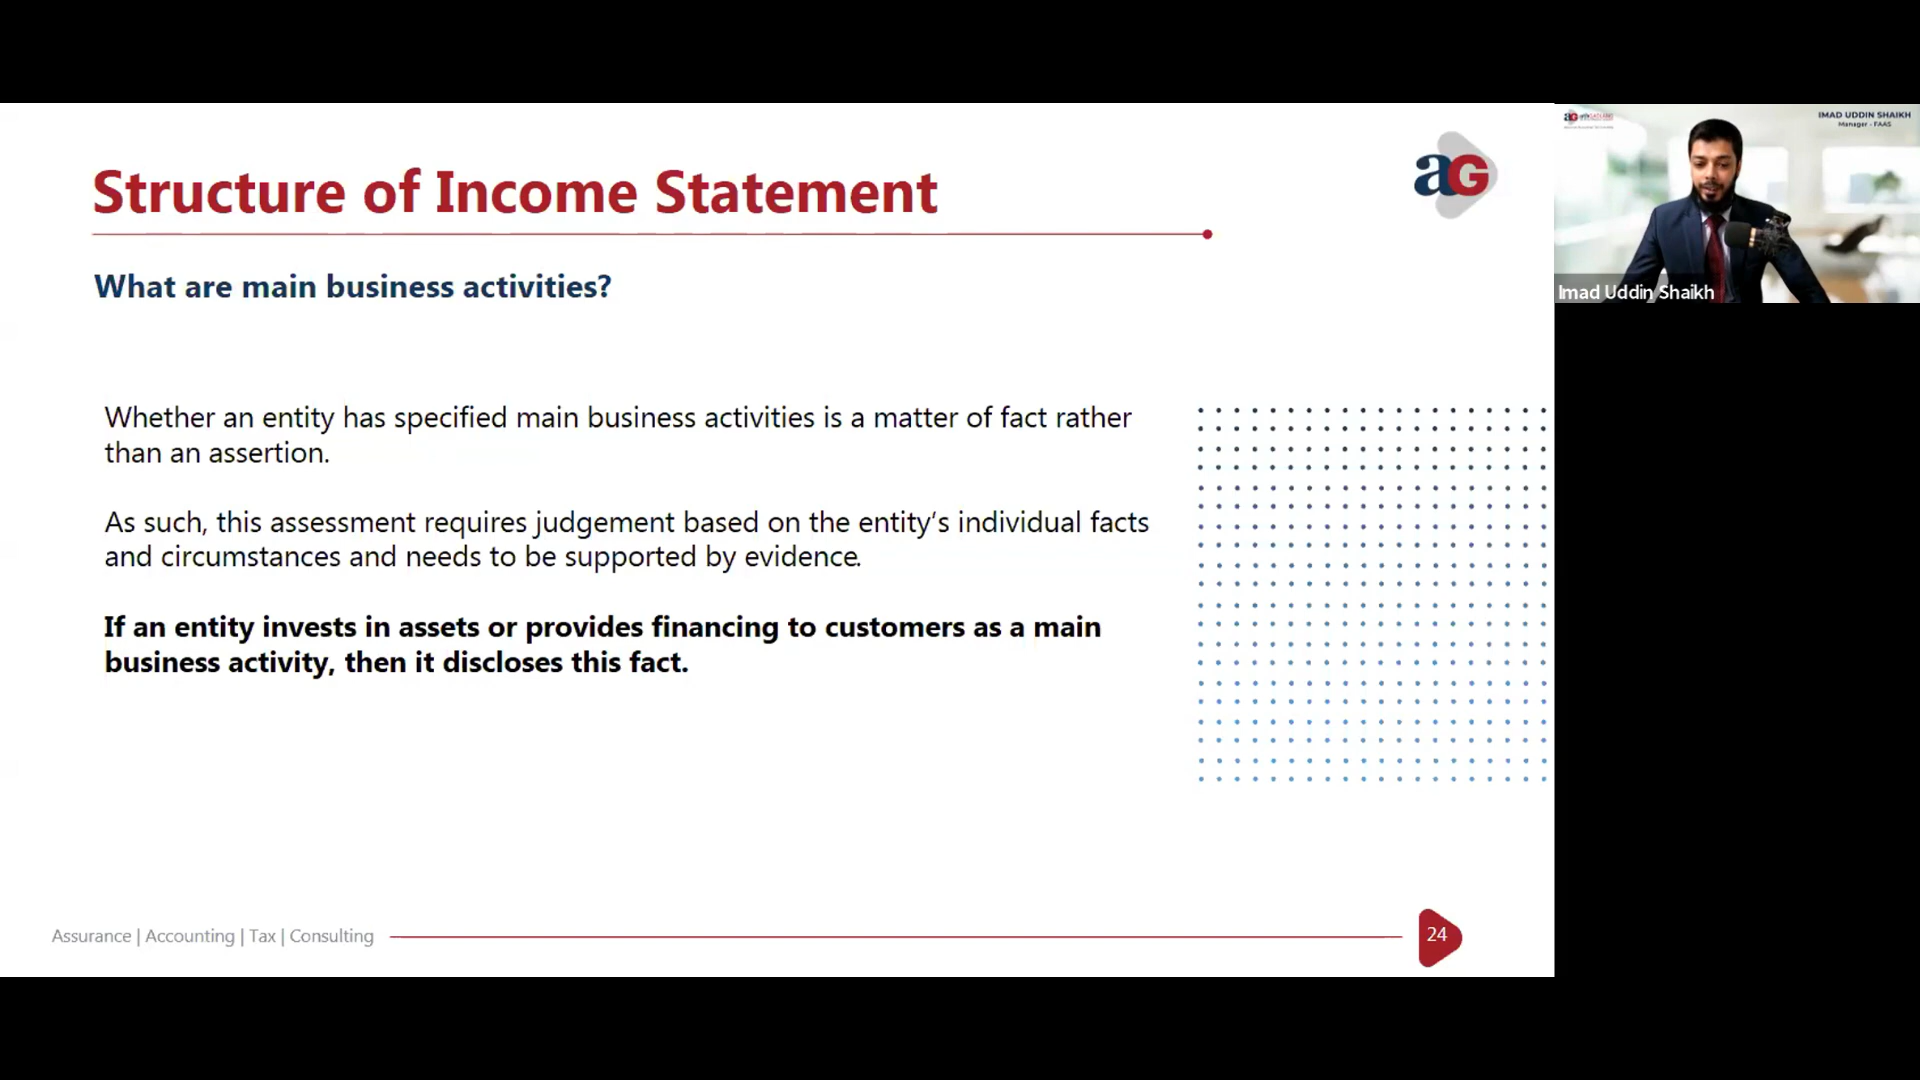 Structure of Income Statement
aG
What are main business activities?
Whether an entity has specified main business activities is a matter of fact rather
than an assertion.
As such, this assessment requires judgement based on the entity’s individual facts
and circumstances and needs to be supported by evidence.
If an entity invests in assets or provides financing to customers as a main
business activity, then it discloses this fact.
Assurance | Accounting | Tax | Consulting
24
IMAD UDDIN SHAIKH
Manager - FAAS
Imad Uddin Shaikh